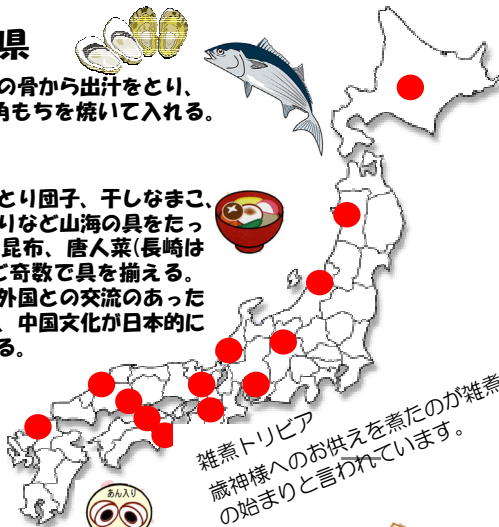 県
の骨から出汁をとり、
角もちを焼いて入れる。
とり団子、干しなまこ、
りなど山海の具をたっ
昆布、唐人菜(長崎は
ご奇数で具を揃える。
外国との交流のあった
、中国文化が日本的に
る。
雑煮トリビア
歳神様へのお供えを煮たのが雑煮
の始まりと言われています。
あん入り